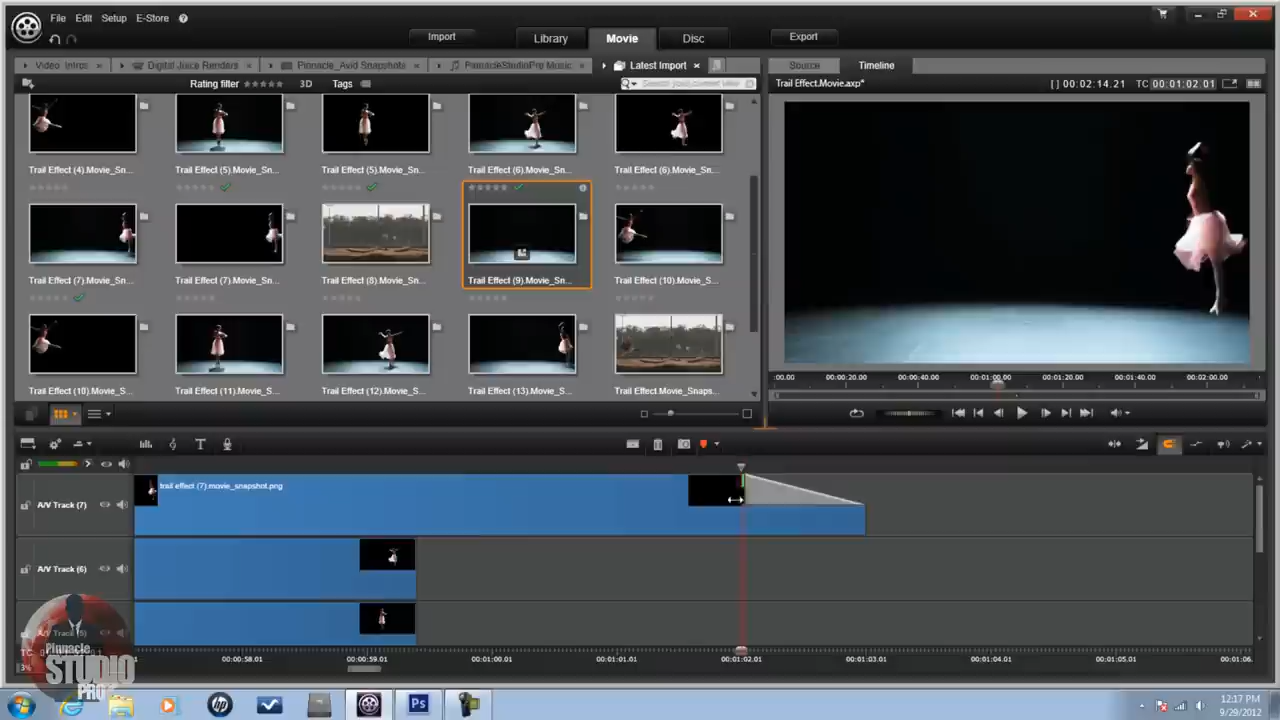 File Edit Setup E-Store ?
Import Library Movie Disc Export
Video Intros Digital Juice Renders Pinnacle_Avid Snapshots PinnacleStudioPro Music Latest Import
Source Timeline
Rating filter 3D Tags Search your current view
Trail Effect.Movie.axp* [ ] 00:02:14.21 TC 00:01:02.01
Trail Effect (4).Movie_Sn... Trail Effect (5).Movie_Sn... Trail Effect (5).Movie_Sn... Trail Effect (6).Movie_Sn... Trail Effect (6).Movie_Sn...
Trail Effect (7).Movie_Sn... Trail Effect (7).Movie_Sn... Trail Effect (8).Movie_Sn... Trail Effect (9).Movie_Sn... Trail Effect (10).Movie_S...
Trail Effect (10).Movie_S... Trail Effect (11).Movie_S... Trail Effect (12).Movie_S... Trail Effect (13).Movie_S... Trail Effect.Movie_Snaps...
:00.00 00:00:20.00 00:00:40.00 00:01:00.00 00:01:20.00 00:01:40.00 00:02:00.00
trail effect (7).movie_snapshot.png
A/V Track (7)
A/V Track (6)
A/V Track (5)
Pinnacle
STUDIO
PRO
TC
3%
00:00:58.01 00:00:59.01 00:01:00.01 00:01:01.01 00:01:02.01 00:01:03.01 00:01:04.01 00:01:05.01 00:01:06.
hp
Ps
12:17 PM
9/29/2012